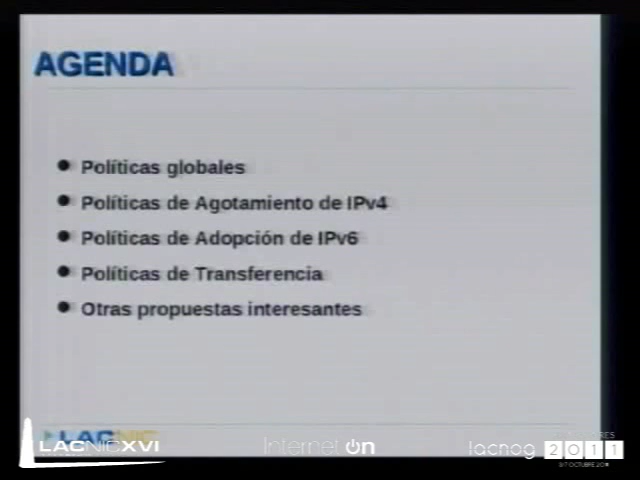 AGENDA
Políticas globales
Políticas de Agotamiento de IPv4
Políticas de Adopción de IPv6
Políticas de Transferencia
Otras propuestas interesantes
LACNIC
LACNICXVI
Internet ON
lacnog 2011